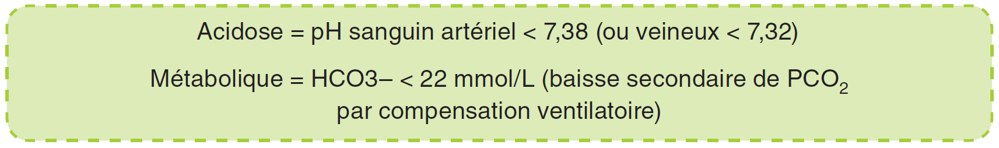 Acidose = pH sanguin artériel < 7,38 (ou veineux < 7,32)
Métabolique = HCO3– < 22 mmol/L (baisse secondaire de PCO₂
par compensation ventilatoire)